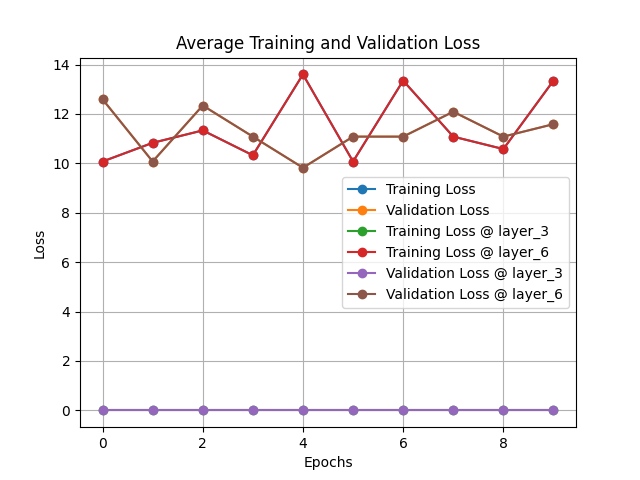 Average Training and Validation Loss
14
12
10
8
6
4
2
0
Loss
Training Loss
Validation Loss
Training Loss @ layer_3
Training Loss @ layer_6
Validation Loss @ layer_3
Validation Loss @ layer_6
0 2 4 6 8
Epochs